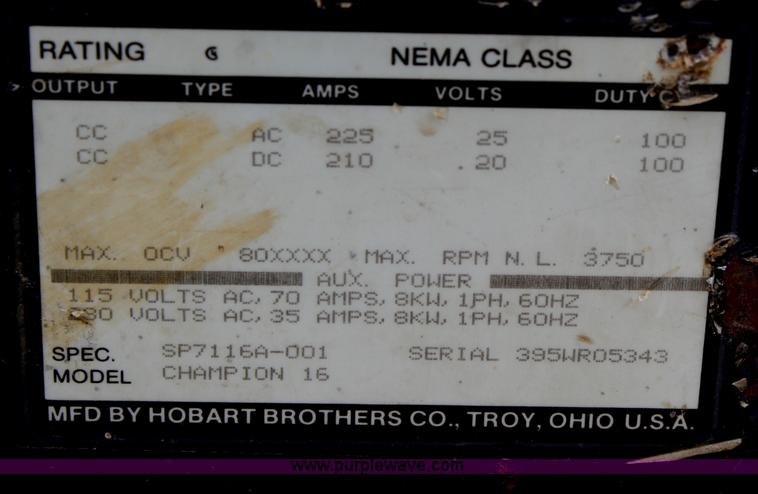 RATING G NEMA CLASS
OUTPUT TYPE AMPS VOLTS DUTY
CC AC 225 25 100
CC DC 210 20 100
MAX. OCV 80XXXX MAX. RPM N. L. 3750
AUX. POWER
115 VOLTS AC, 70 AMPS, 8KW, 1PH, 60HZ
VOLTS AC, 35 AMPS, 8KW, 1PH, 60HZ
SPEC. SP7116A-001 SERIAL 395WR05343
MODEL CHAMPION 16
MFD BY HOBART BROTHERS CO., TROY, OHIO U.S.A.
www.purplewave.com